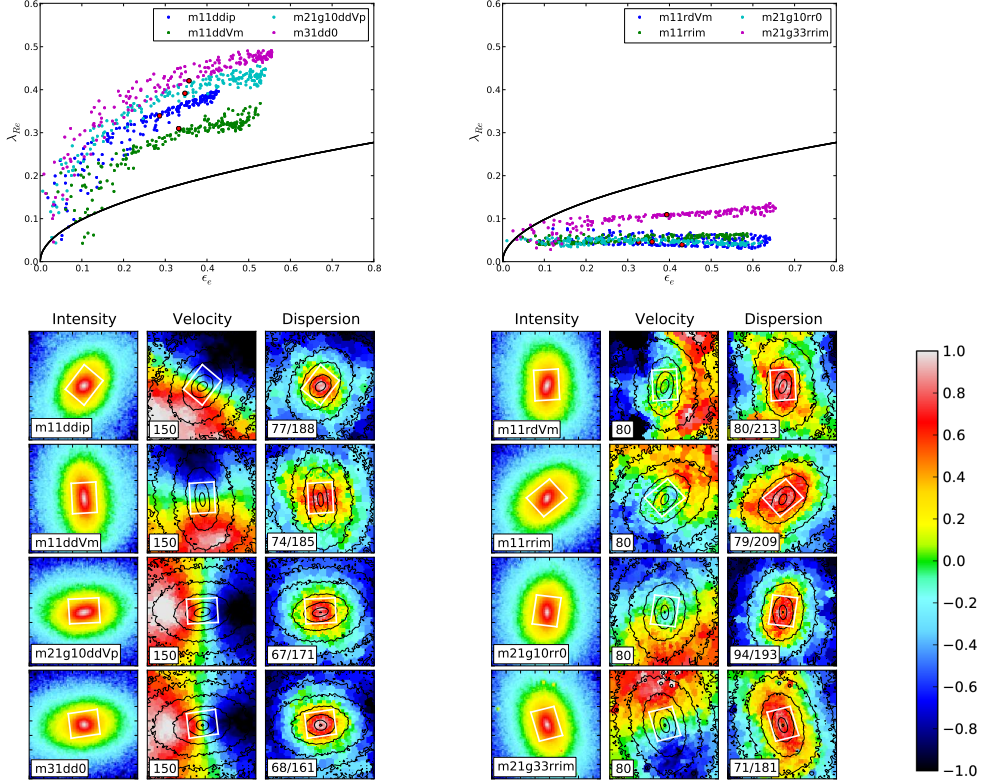 0.6
0.5
0.4
0.3
0.2
0.1
0.0
λ_Re
m11ddip
m11ddVm
m21g10ddVp
m31dd0
0.0 0.1 0.2 0.3 0.4 0.5 0.6 0.7 0.8
ϵ_e
0.6
0.5
0.4
0.3
0.2
0.1
0.0
λ_Re
m11rdVm
m11rrim
m21g10rr0
m21g33rrim
0.0 0.1 0.2 0.3 0.4 0.5 0.6 0.7 0.8
ϵ_e
Intensity Velocity Dispersion
m11ddip 150 77/188
m11ddVm 150 74/185
m21g10ddVp 150 67/171
m31dd0 150 68/161
Intensity Velocity Dispersion
m11rdVm 80 80/213
m11rrim 80 79/209
m21g10rr0 80 94/193
m21g33rrim 80 71/181
1.0
0.8
0.6
0.4
0.2
0.0
−0.2
−0.4
−0.6
−0.8
−1.0